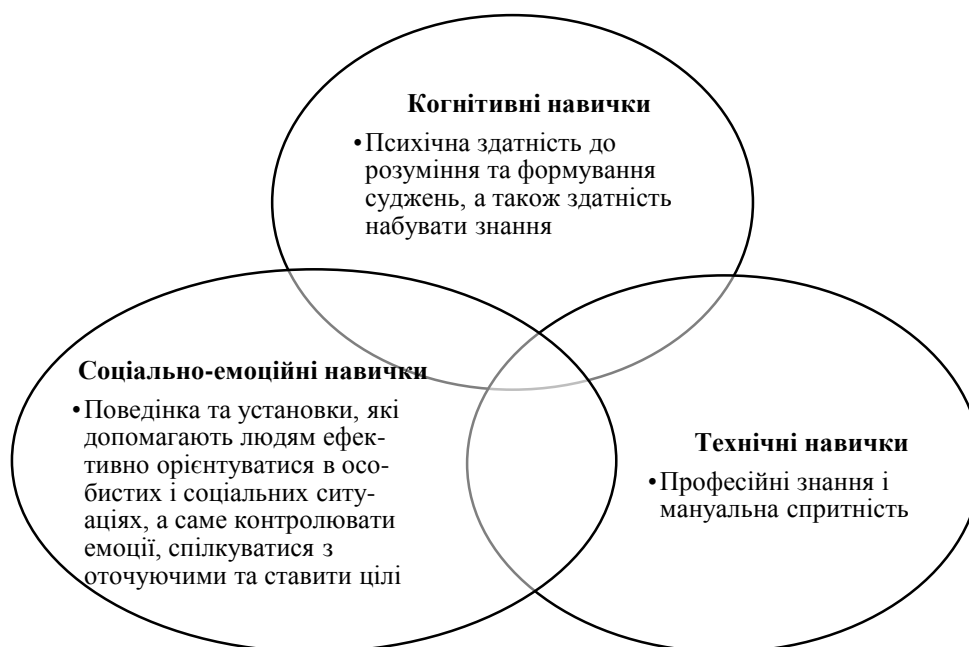 Когнітивні навички
•Психічна здатність до
розуміння та формування
суджень, а також здатність
набувати знання
Соціально-емоційні навички
•Поведінка та установки, які
допомагають людям ефек-
тивно орієнтуватися в осо-
бистих і соціальних ситу-
аціях, а саме контролювати
емоції, спілкуватися з
оточуючими та ставити цілі
Технічні навички
•Професійні знання і
мануальна спритність